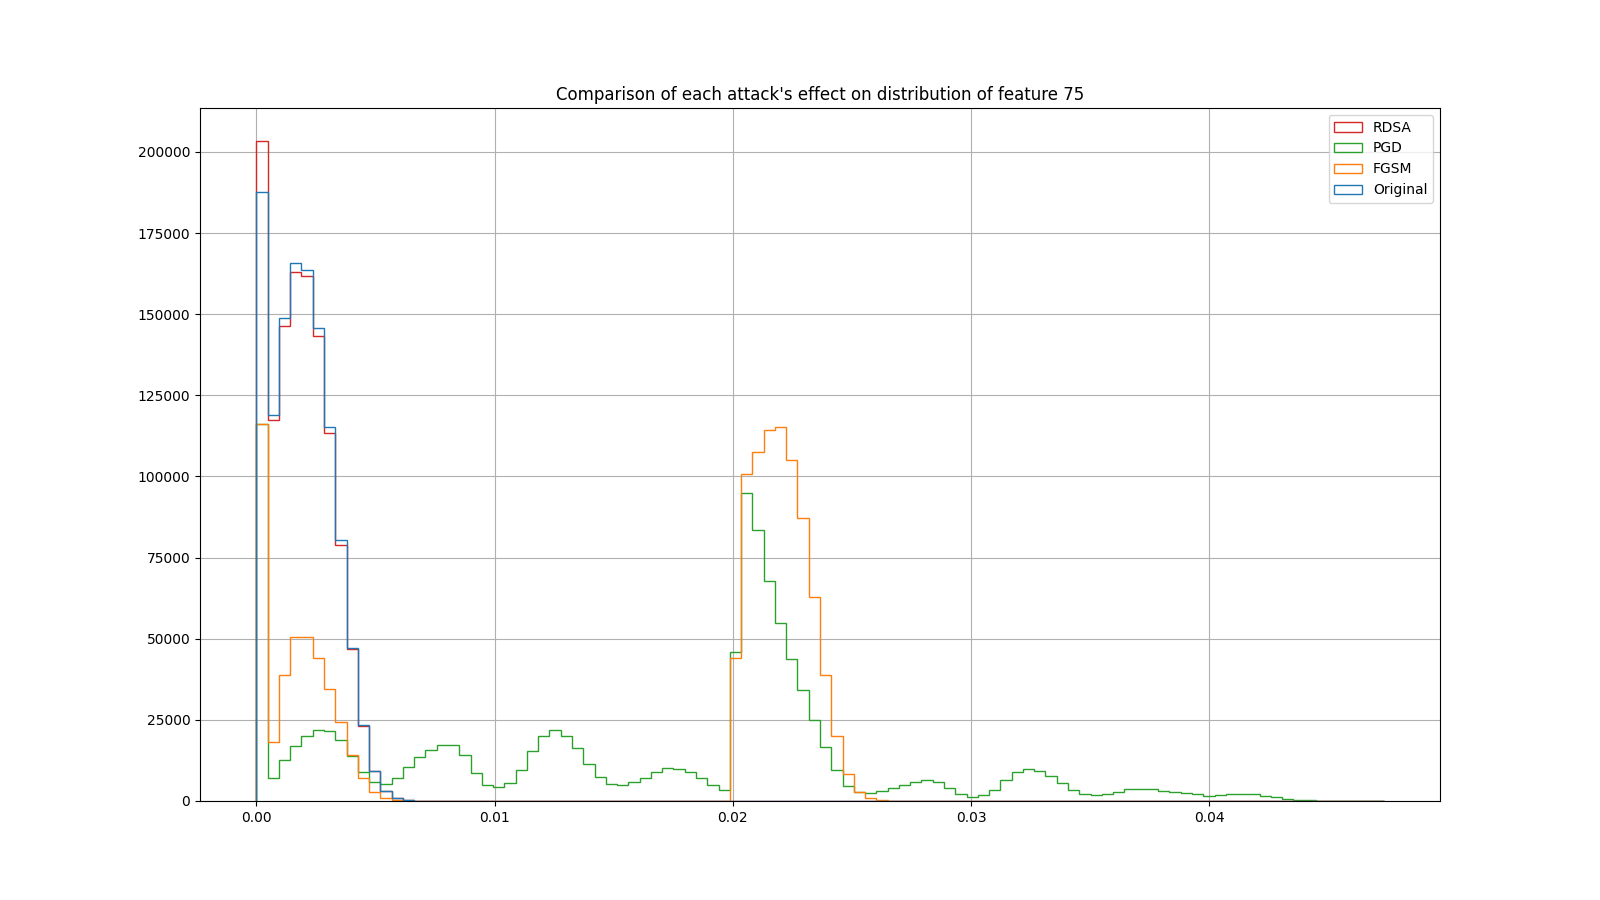 Comparison of each attack's effect on distribution of feature 75
RDSA
PGD
FGSM
Original
200000
175000
150000
125000
100000
75000
50000
25000
0
0.00 0.01 0.02 0.03 0.04